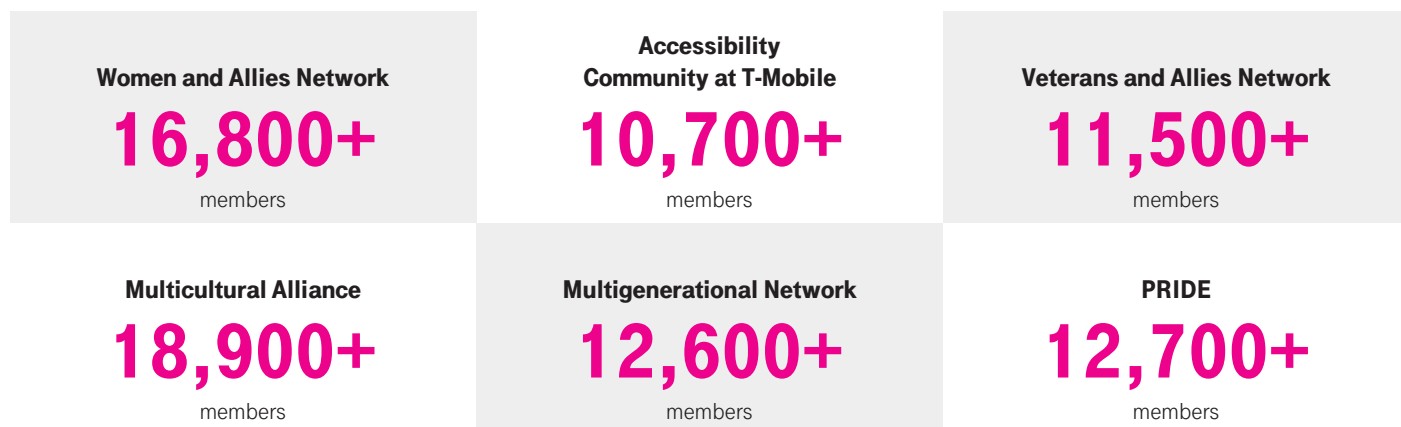 Women and Allies Network
16,800+
members
Accessibility
Community at T-Mobile
10,700+
members
Veterans and Allies Network
11,500+
members
Multicultural Alliance
18,900+
members
Multigenerational Network
12,600+
members
PRIDE
12,700+
members